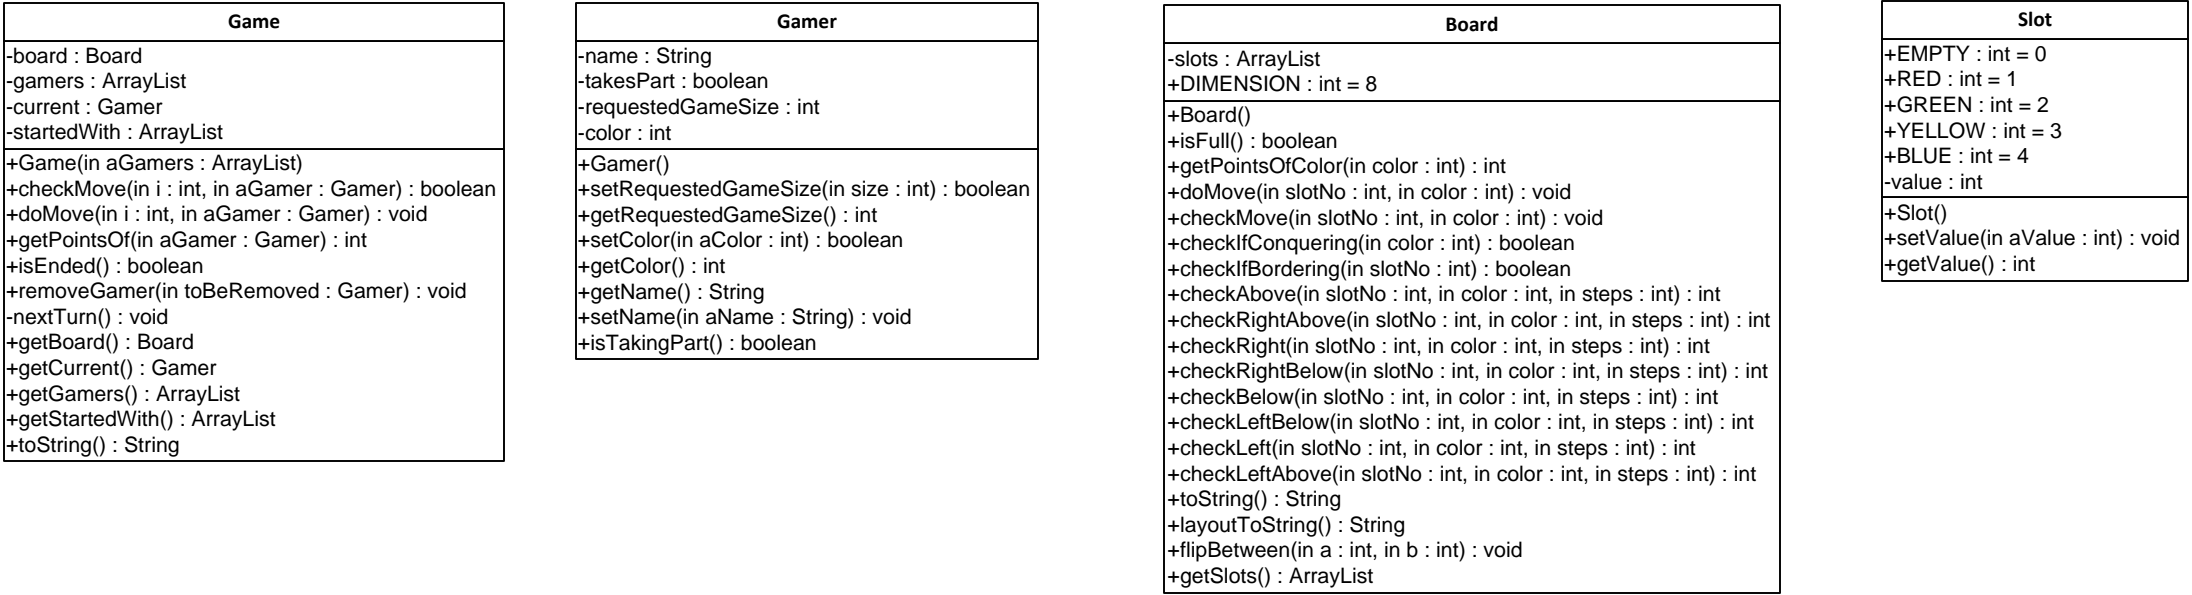 Game
-board : Board
-gamers : ArrayList
-current : Gamer
-startedWith : ArrayList
+Game(in aGamers : ArrayList)
+checkMove(in i : int, in aGamer : Gamer) : boolean
+doMove(in i : int, in aGamer : Gamer) : void
+getPointsOf(in aGamer : Gamer) : int
+isEnded() : boolean
+removeGamer(in toBeRemoved : Gamer) : void
-nextTurn() : void
+getBoard() : Board
+getCurrent() : Gamer
+getGamers() : ArrayList
+getStartedWith() : ArrayList
+toString() : String
Gamer
-name : String
-takesPart : boolean
-requestedGameSize : int
-color : int
+Gamer()
+setRequestedGameSize(in size : int) : boolean
+getRequestedGameSize() : int
+setColor(in aColor : int) : boolean
+getColor() : int
+getName() : String
+setName(in aName : String) : void
+isTakingPart() : boolean
Board
-slots : ArrayList
+DIMENSION : int = 8
+Board()
+isFull() : boolean
+getPointsOfColor(in color : int) : int
+doMove(in slotNo : int, in color : int) : void
+checkMove(in slotNo : int, in color : int) : void
+checkIfConquering(in color : int) : boolean
+checkIfBordering(in slotNo : int) : boolean
+checkAbove(in slotNo : int, in color : int, in steps : int) : int
+checkRightAbove(in slotNo : int, in color : int, in steps : int) : int
+checkRight(in slotNo : int, in color : int, in steps : int) : int
+checkRightBelow(in slotNo : int, in color : int, in steps : int) : int
+checkBelow(in slotNo : int, in color : int, in steps : int) : int
+checkLeftBelow(in slotNo : int, in color : int, in steps : int) : int
+checkLeft(in slotNo : int, in color : int, in steps : int) : int
+checkLeftAbove(in slotNo : int, in color : int, in steps : int) : int
+toString() : String
+layoutToString() : String
+flipBetween(in a : int, in b : int) : void
+getSlots() : ArrayList
Slot
+EMPTY : int = 0
+RED : int = 1
+GREEN : int = 2
+YELLOW : int = 3
+BLUE : int = 4
-value : int
+Slot()
+setValue(in aValue : int) : void
+getValue() : int